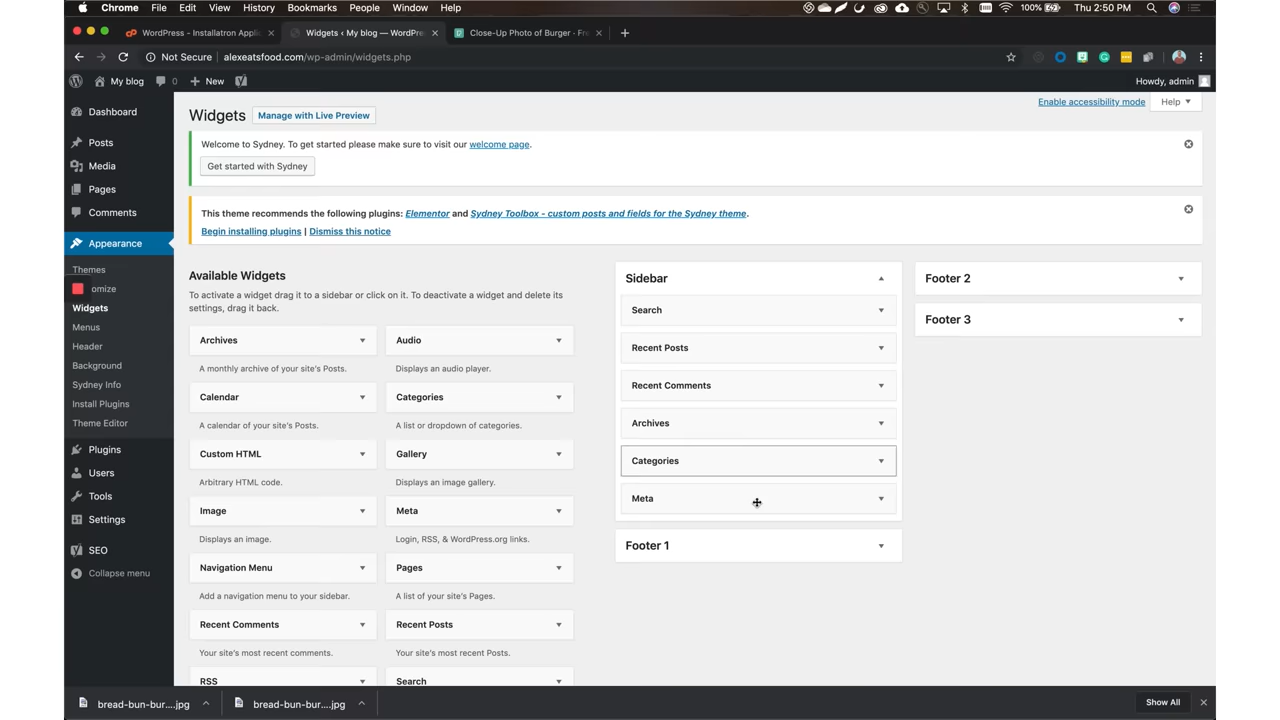 Chrome File Edit View History Bookmarks People Window Help 100% Thu 2:50 PM
WordPress - Installatron Appli
Widgets ‹ My blog — WordPre
Close-Up Photo of Burger · Fre
Not Secure alexeatsfood.com/wp-admin/widgets.php
My blog 0 New Howdy, admin
Dashboard
Posts
Media
Pages
Comments
Appearance
Themes
omize
Widgets
Menus
Header
Background
Sydney Info
Install Plugins
Theme Editor
Plugins
Users
Tools
Settings
SEO
Collapse menu
Enable accessibility mode Help
Widgets Manage with Live Preview
Welcome to Sydney. To get started please make sure to visit our welcome page.
Get started with Sydney
This theme recommends the following plugins: Elementor and Sydney Toolbox - custom posts and fields for the Sydney theme.
Begin installing plugins | Dismiss this notice
Available Widgets
To activate a widget drag it to a sidebar or click on it. To deactivate a widget and delete its
settings, drag it back.
Archives Audio
A monthly archive of your site's Posts. Displays an audio player.
Calendar Categories
A calendar of your site's Posts. A list or dropdown of categories.
Custom HTML Gallery
Arbitrary HTML code. Displays an image gallery.
Image Meta
Displays an image. Login, RSS, & WordPress.org links.
Navigation Menu Pages
Add a navigation menu to your sidebar. A list of your site's Pages.
Recent Comments Recent Posts
Your site's most recent comments. Your site's most recent Posts.
RSS Search
Sidebar
Search
Recent Posts
Recent Comments
Archives
Categories
Meta
Footer 1
Footer 2
Footer 3
bread-bun-bur....jpg bread-bun-bur....jpg Show All